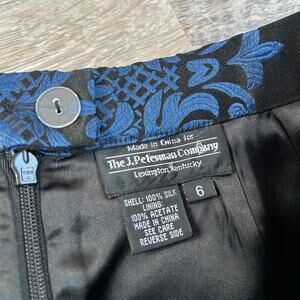 Made in China for
The J. Peterman Company
Lexington, Kentucky
6
SHELL: 100% SILK
LINING:
100% ACETATE
MADE IN CHINA
SEE CARE
REVERSE SIDE